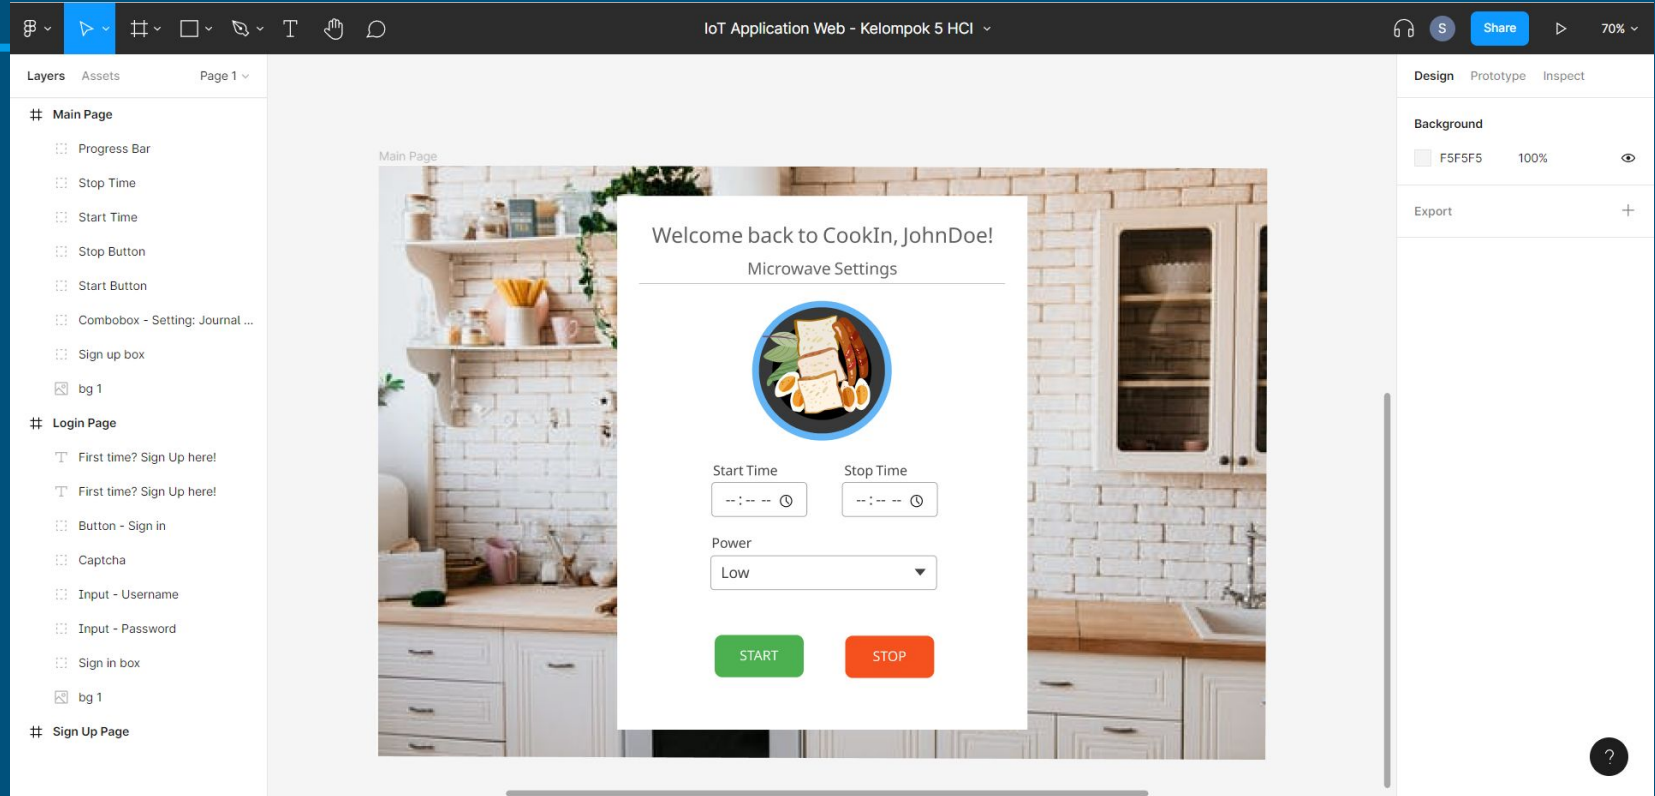 IoT Application Web - Kelompok 5 HCI
S
Share
70%
Layers
Assets
Page 1
Main Page
Progress Bar
Stop Time
Start Time
Stop Button
Start Button
Combobox - Setting: Journal ...
Sign up box
bg 1
Login Page
First time? Sign Up here!
First time? Sign Up here!
Button - Sign in
Captcha
Input - Username
Input - Password
Sign in box
bg 1
Sign Up Page
Main Page
Welcome back to CookIn, JohnDoe!
Microwave Settings
Start Time
Stop Time
--:-- --
--:-- --
Power
Low
START
STOP
Design
Prototype
Inspect
Background
F5F5F5
100%
Export
?